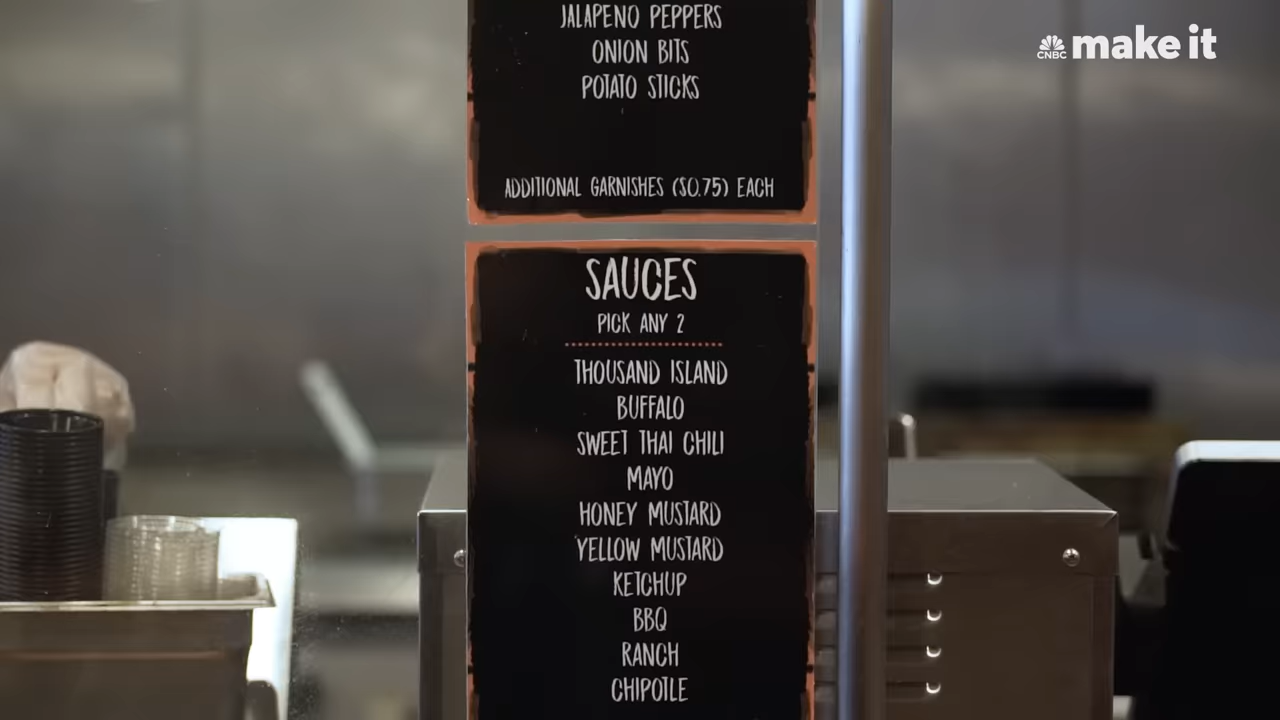 JALAPENO PEPPERS
ONION BITS
POTATO STICKS
ADDITIONAL GARNISHES ($0.75) EACH
SAUCES
PICK ANY 2
THOUSAND ISLAND
BUFFALO
SWEET THAI CHILI
MAYO
HONEY MUSTARD
YELLOW MUSTARD
KETCHUP
BBQ
RANCH
CHIPOTLE
CNBC make it